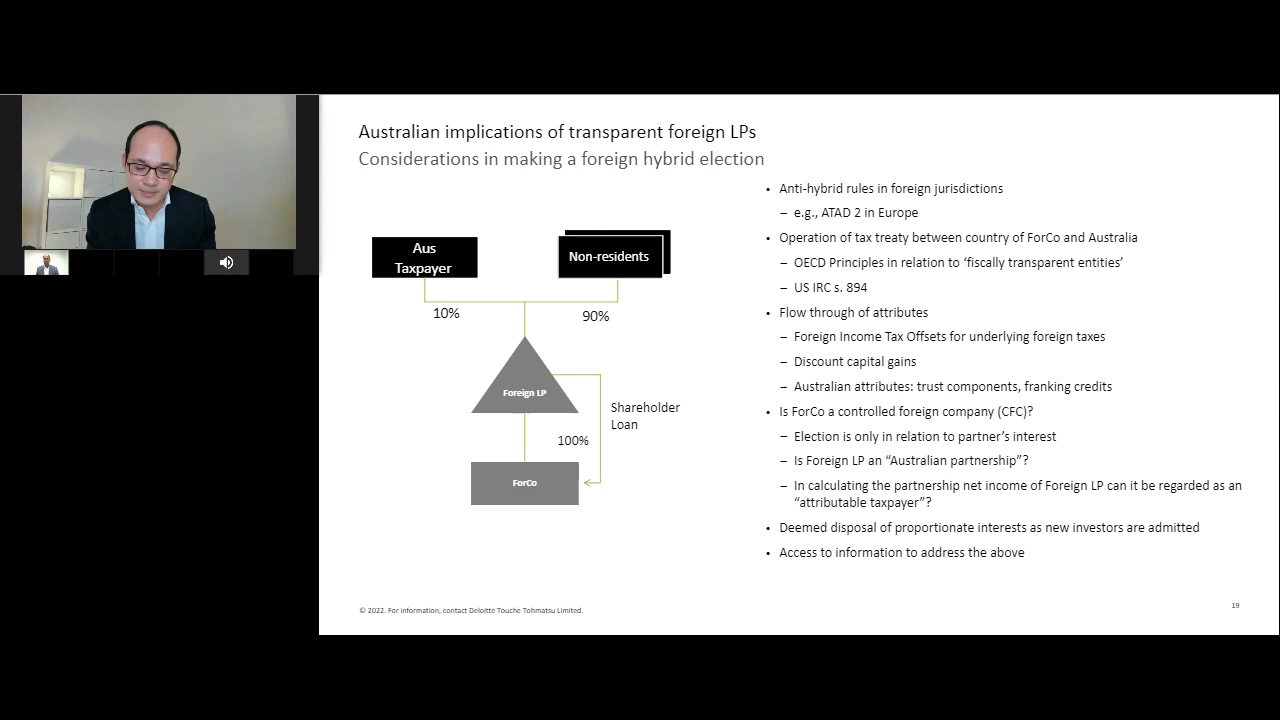 Australian implications of transparent foreign LPs
Considerations in making a foreign hybrid election
Aus
Taxpayer
Non-residents
10%
90%
Foreign LP
Shareholder
Loan
100%
ForCo
• Anti-hybrid rules in foreign jurisdictions
– e.g., ATAD 2 in Europe
• Operation of tax treaty between country of ForCo and Australia
– OECD Principles in relation to ‘fiscally transparent entities’
– US IRC s. 894
• Flow through of attributes
– Foreign Income Tax Offsets for underlying foreign taxes
– Discount capital gains
– Australian attributes: trust components, franking credits
• Is ForCo a controlled foreign company (CFC)?
– Election is only in relation to partner’s interest
– Is Foreign LP an “Australian partnership”?
– In calculating the partnership net income of Foreign LP can it be regarded as an
“attributable taxpayer”?
• Deemed disposal of proportionate interests as new investors are admitted
• Access to information to address the above
© 2022. For information, contact Deloitte Touche Tohmatsu Limited.
19